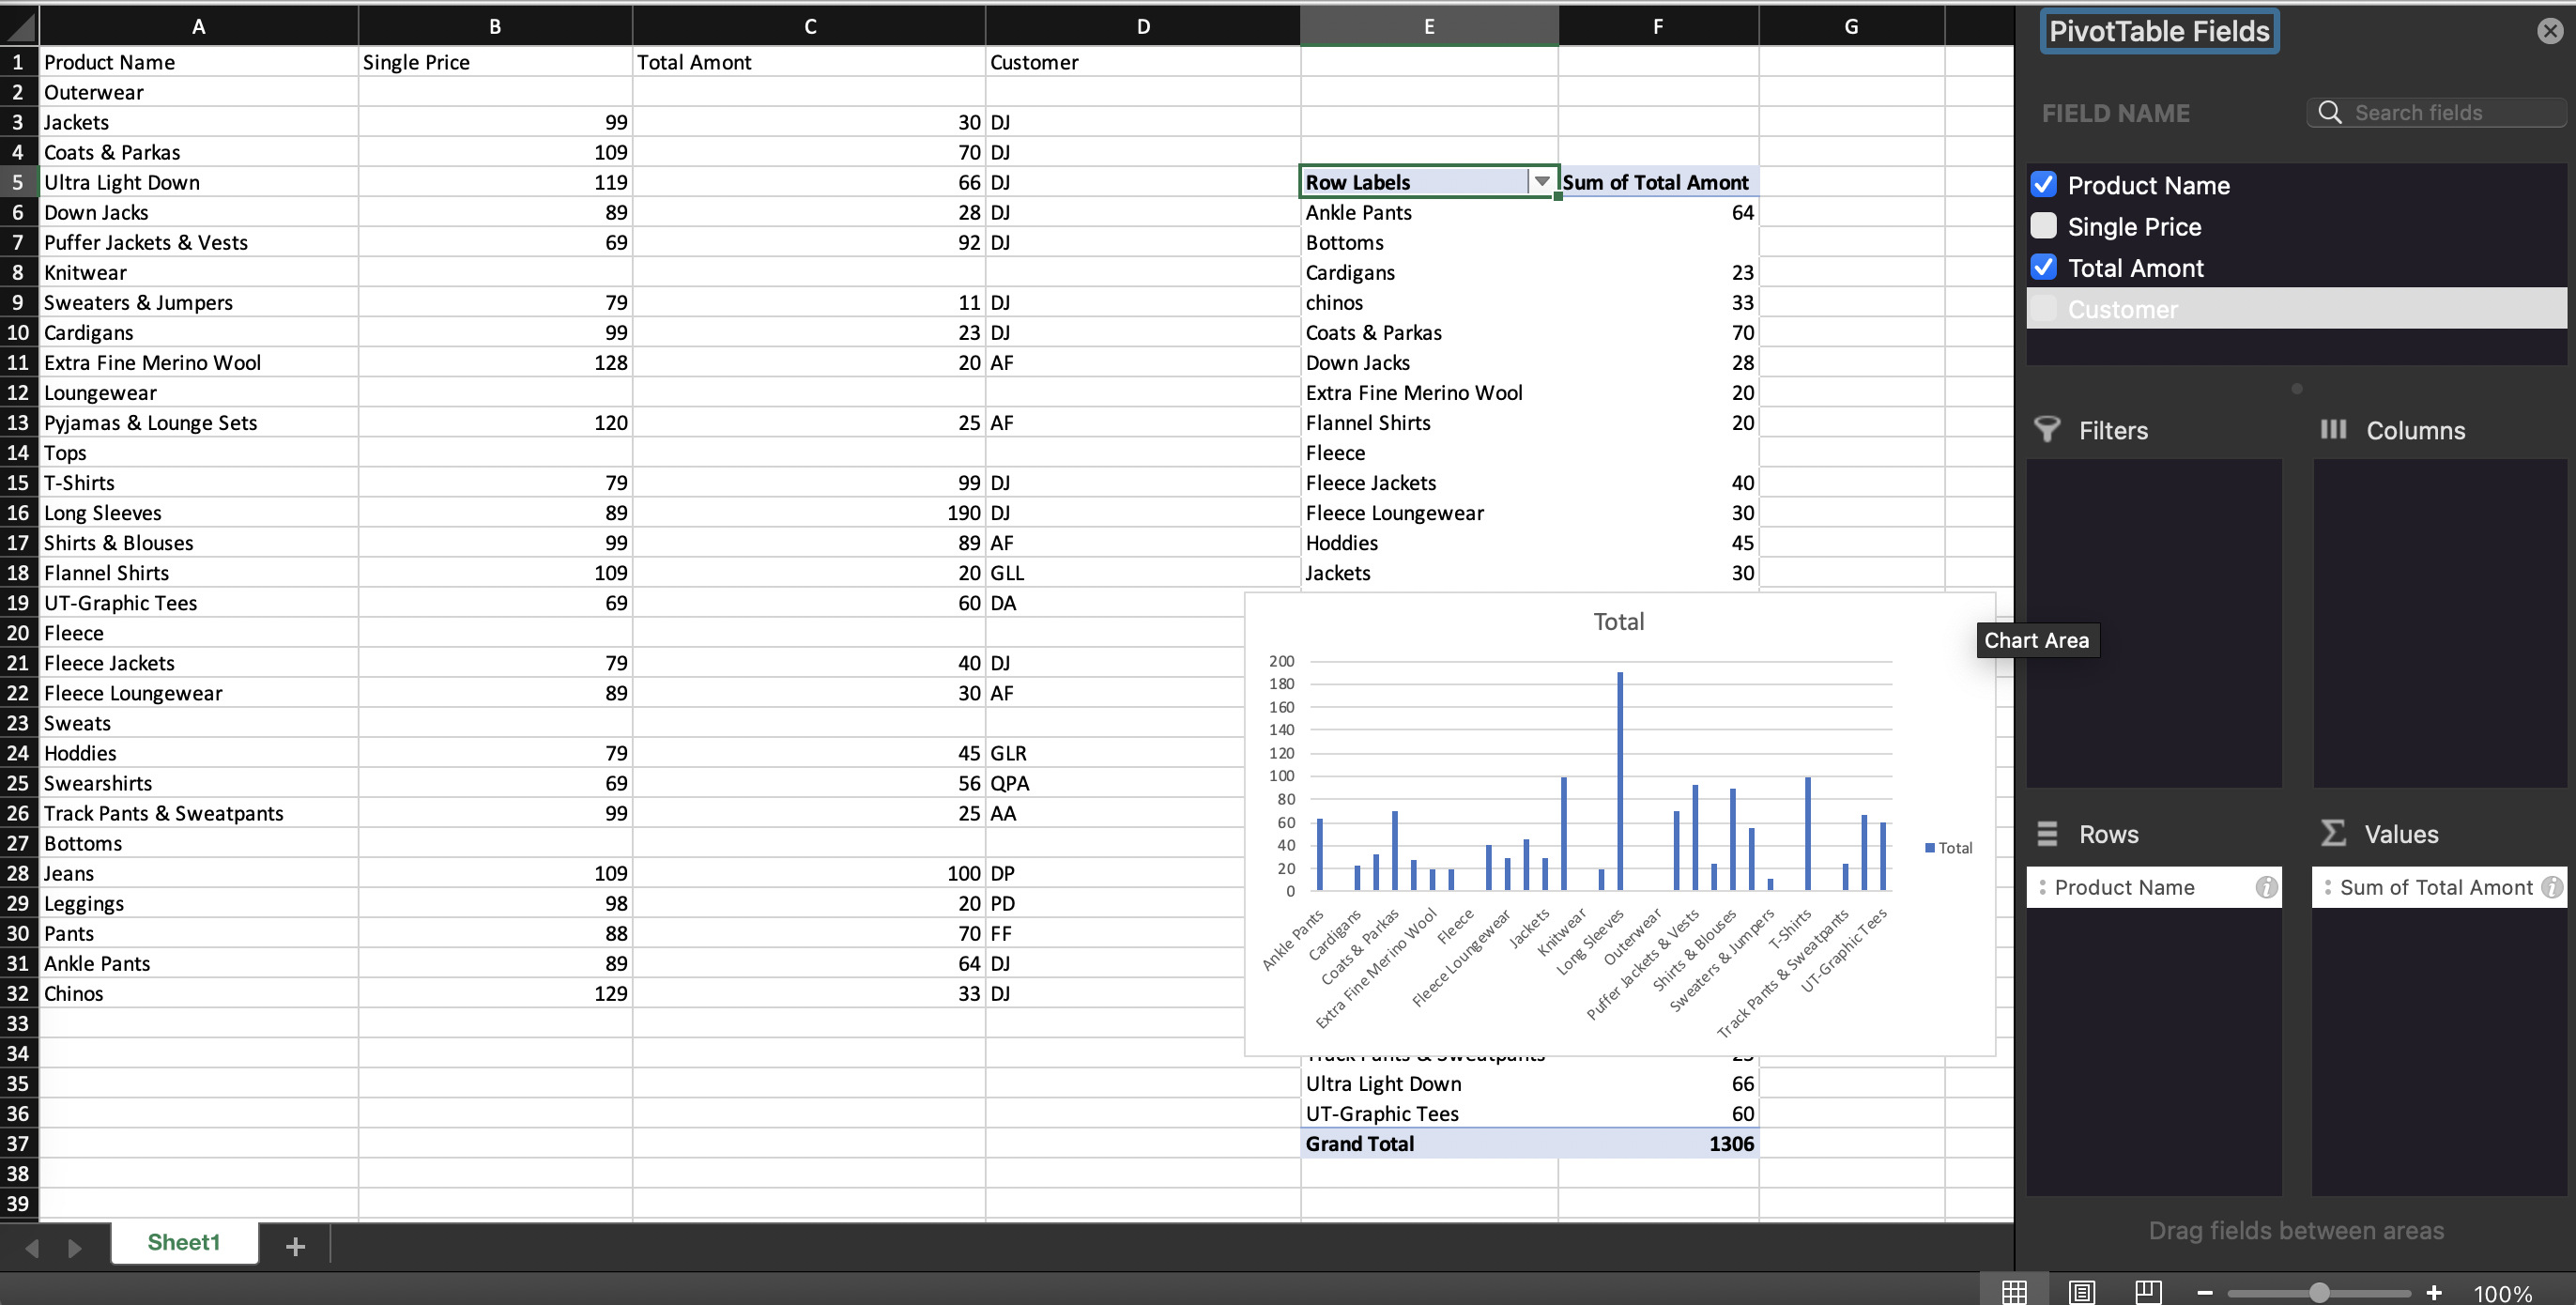 A B C D E F G
1 Product Name Single Price Total Amont Customer
2 Outerwear
3 Jackets 99 30 DJ
4 Coats & Parkas 109 70 DJ
5 Ultra Light Down 119 66 DJ Row Labels Sum of Total Amont
6 Down Jacks 89 28 DJ Ankle Pants 64
7 Puffer Jackets & Vests 69 92 DJ Bottoms
8 Knitwear Cardigans 23
9 Sweaters & Jumpers 79 11 DJ chinos 33
10 Cardigans 99 23 DJ Coats & Parkas 70
11 Extra Fine Merino Wool 128 20 AF Down Jacks 28
12 Loungewear Extra Fine Merino Wool 20
13 Pyjamas & Lounge Sets 120 25 AF Flannel Shirts 20
14 Tops Fleece
15 T-Shirts 79 99 DJ Fleece Jackets 40
16 Long Sleeves 89 190 DJ Fleece Loungewear 30
17 Shirts & Blouses 99 89 AF Hoddies 45
18 Flannel Shirts 109 20 GLL Jackets 30
19 UT-Graphic Tees 69 60 DA
20 Fleece
21 Fleece Jackets 79 40 DJ
22 Fleece Loungewear 89 30 AF
23 Sweats
24 Hoddies 79 45 GLR
25 Swearshirts 69 56 QPA
26 Track Pants & Sweatpants 99 25 AA
27 Bottoms
28 Jeans 109 100 DP
29 Leggings 98 20 PD
30 Pants 88 70 FF
31 Ankle Pants 89 64 DJ
32 Chinos 129 33 DJ
33
34
35 Ultra Light Down 66
36 UT-Graphic Tees 60
37 Grand Total 1306
38
39
Total
200
180
160
140
120
100
80
60
40
20
0
Ankle Pants
Cardigans
Coats & Parkas
Extra Fine Merino Wool
Fleece
Fleece Loungewear
Jackets
Knitwear
Long Sleeves
Outerwear
Puffer Jackets & Vests
Shirts & Blouses
Sweaters & Jumpers
T-Shirts
Track Pants & Sweatpants
UT-Graphic Tees
Total
Chart Area
PivotTable Fields
FIELD NAME
Search fields
Product Name
Single Price
Total Amont
Customer
Filters
Columns
Rows
Values
Product Name
Sum of Total Amont
Drag fields between areas
Sheet1
100%